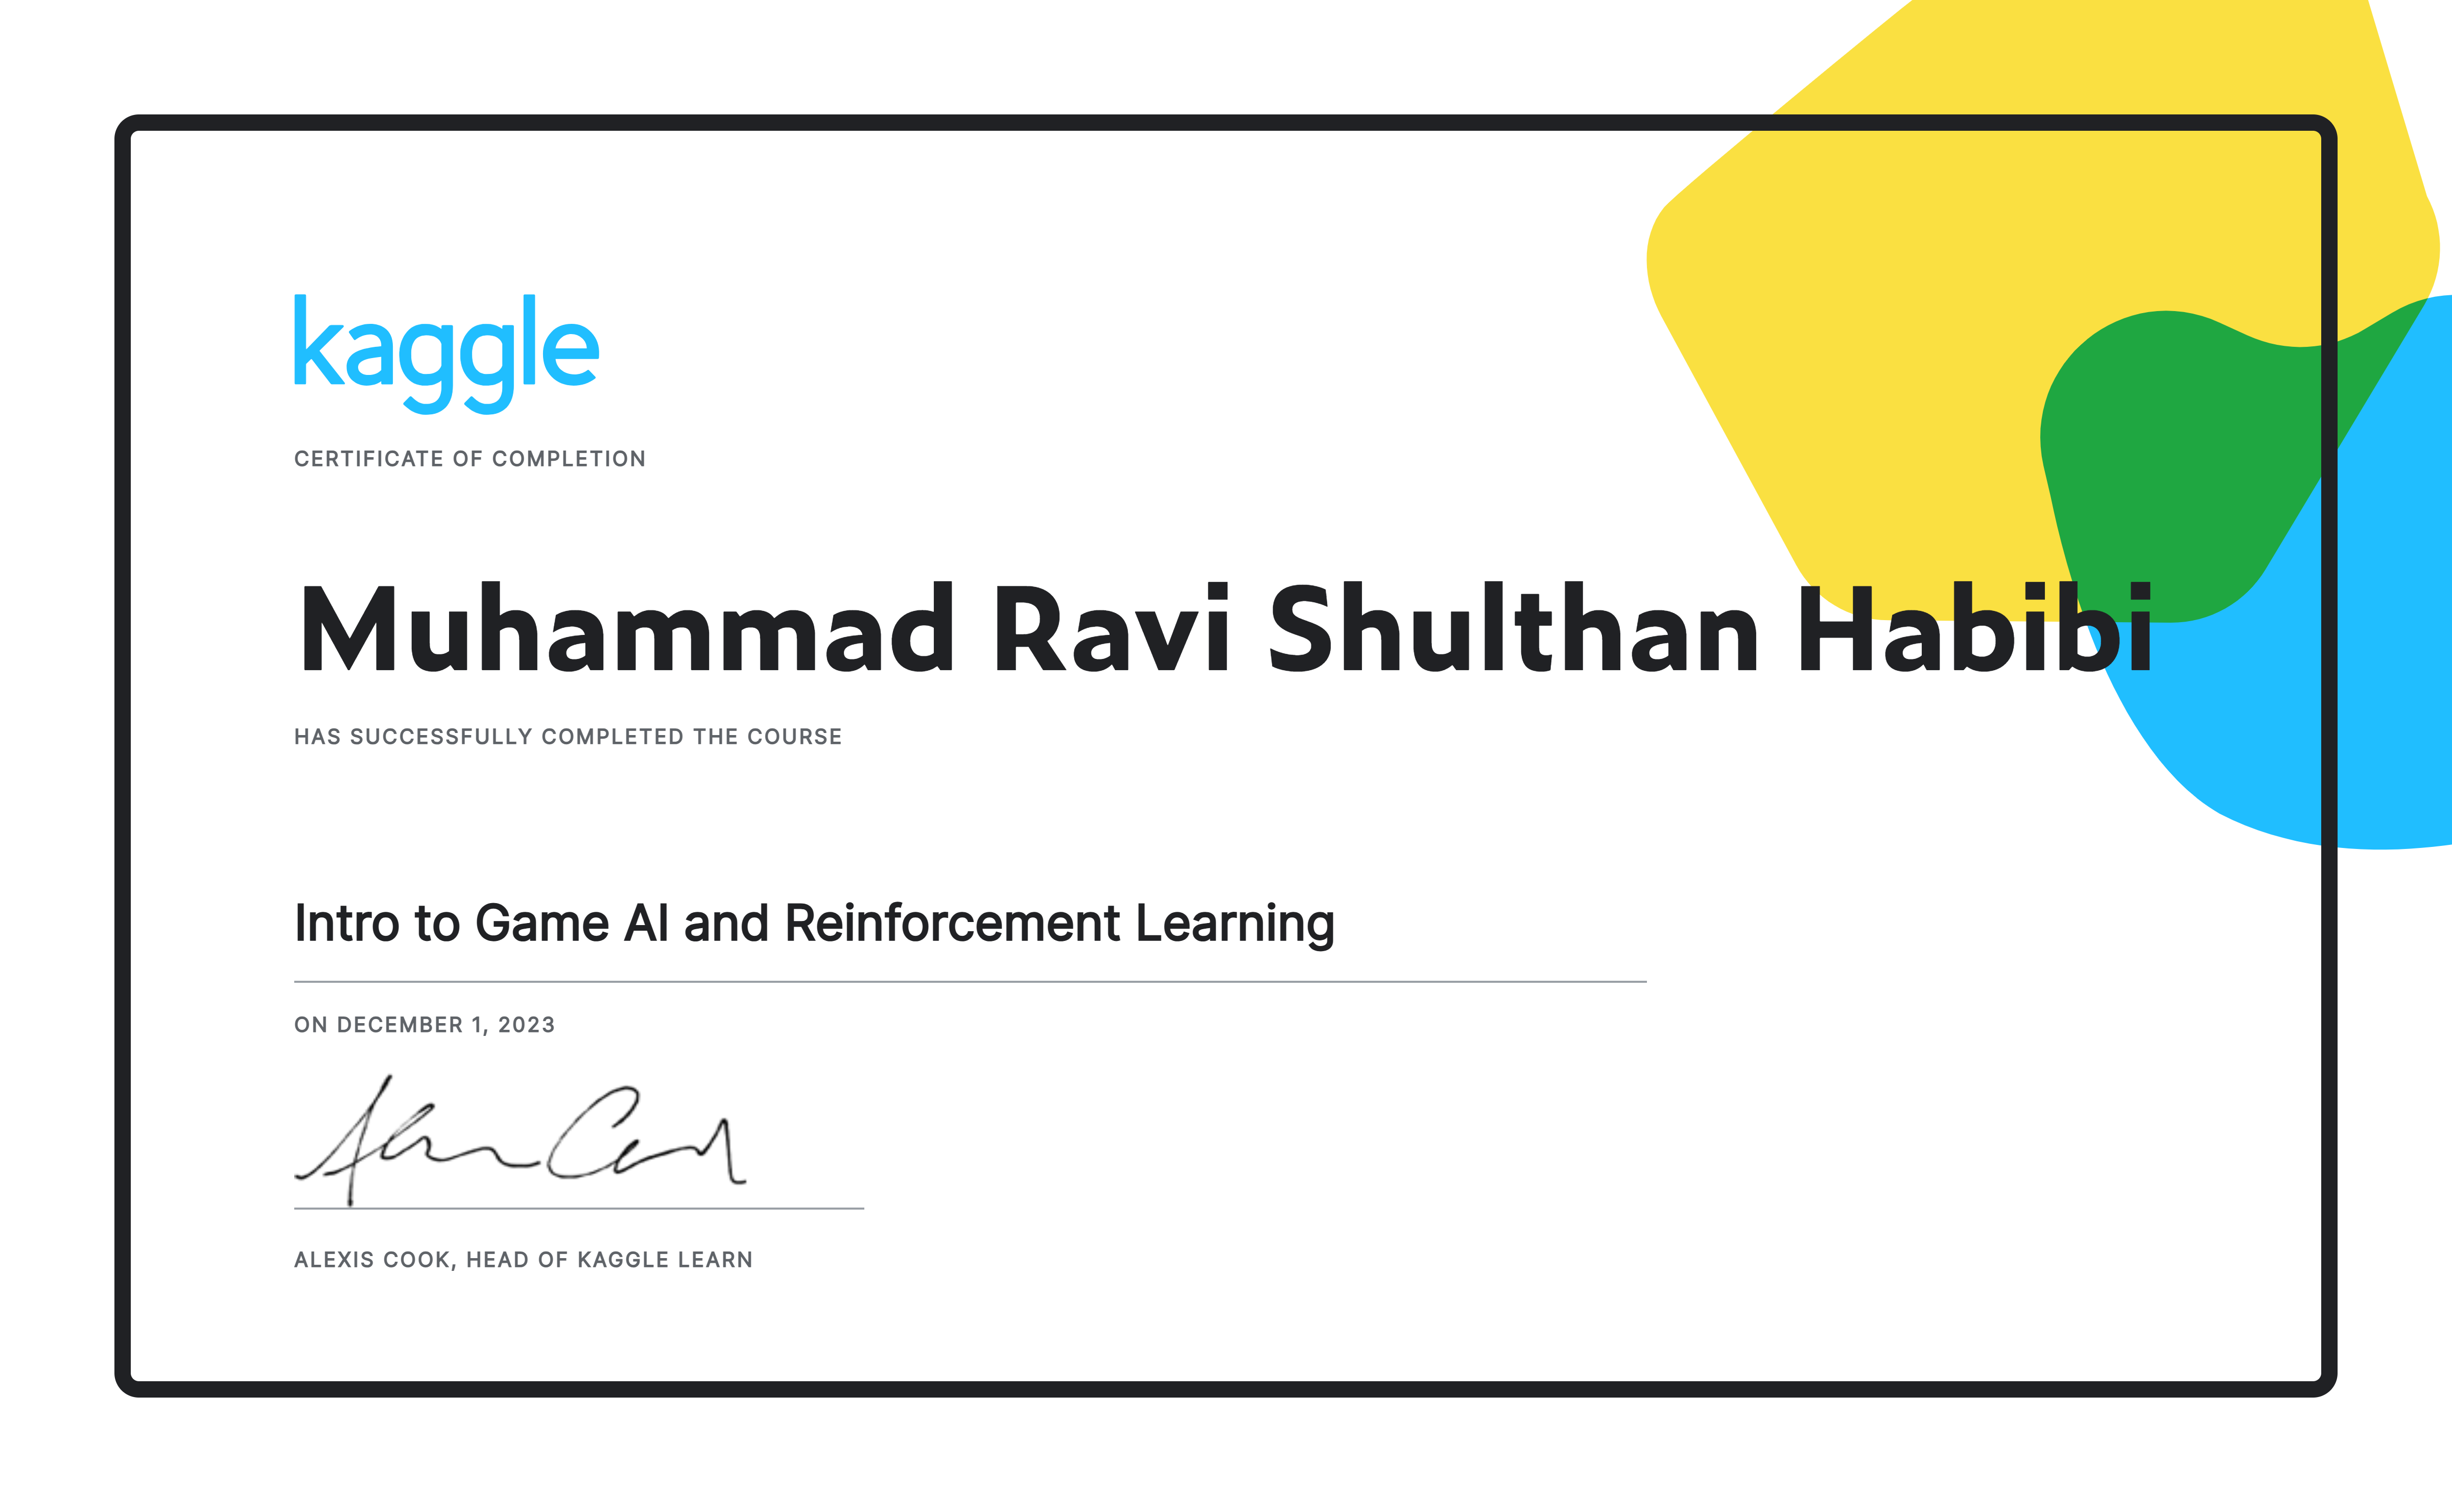 kaggle
CERTIFICATE OF COMPLETION
Muhammad Ravi Shulthan Habibi
HAS SUCCESSFULLY COMPLETED THE COURSE
Intro to Game AI and Reinforcement Learning
ON DECEMBER 1, 2023
ALEXIS COOK, HEAD OF KAGGLE LEARN